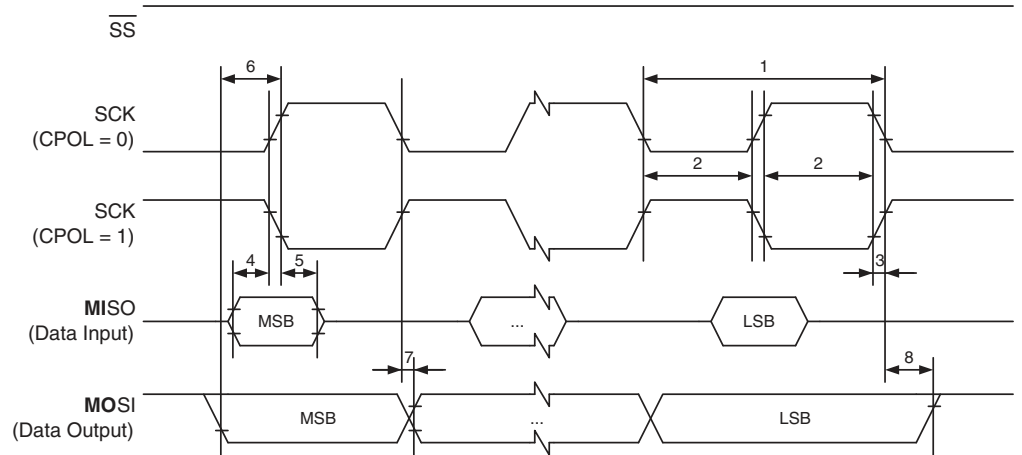 SS
6
1
SCK
(CPOL = 0)
2
2
SCK
(CPOL = 1)
4
5
3
MISO
(Data Input)
MSB
...
LSB
7
8
MOSI
(Data Output)
MSB
...
LSB